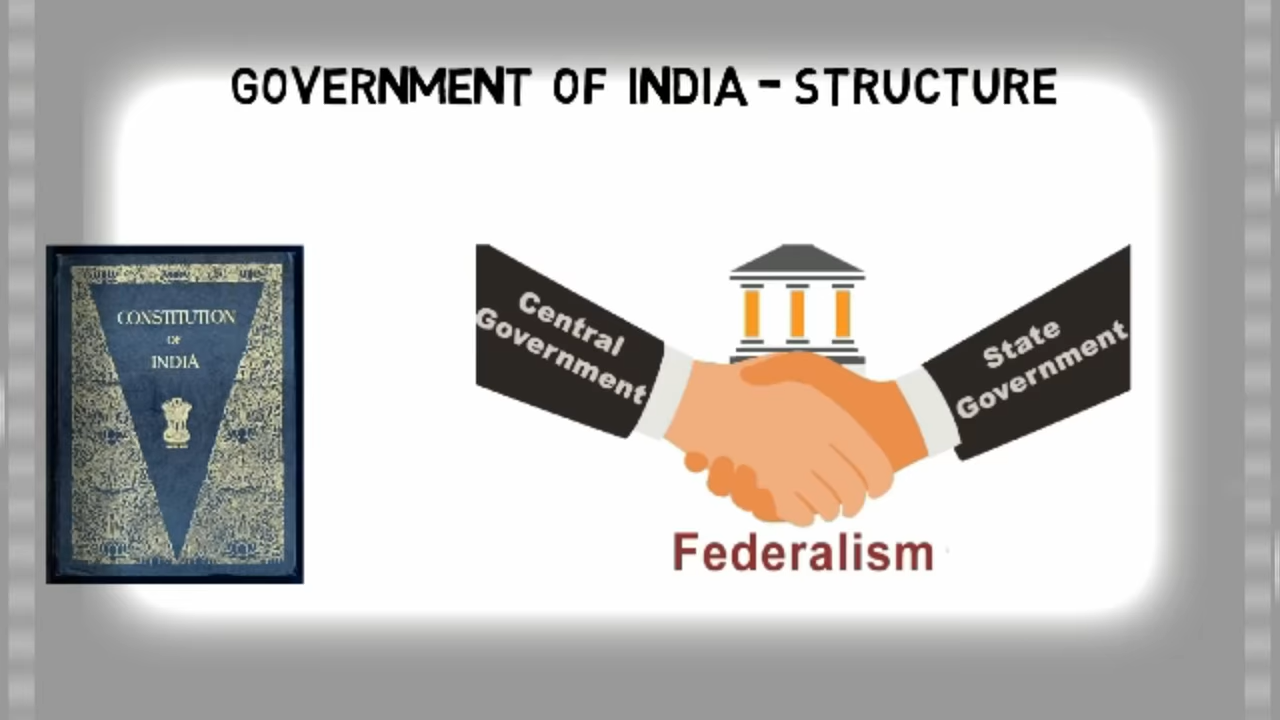 GOVERNMENT OF INDIA - STRUCTURE
CONSTITUTION
OF
INDIA
Central
Government
State
Government
Federalism